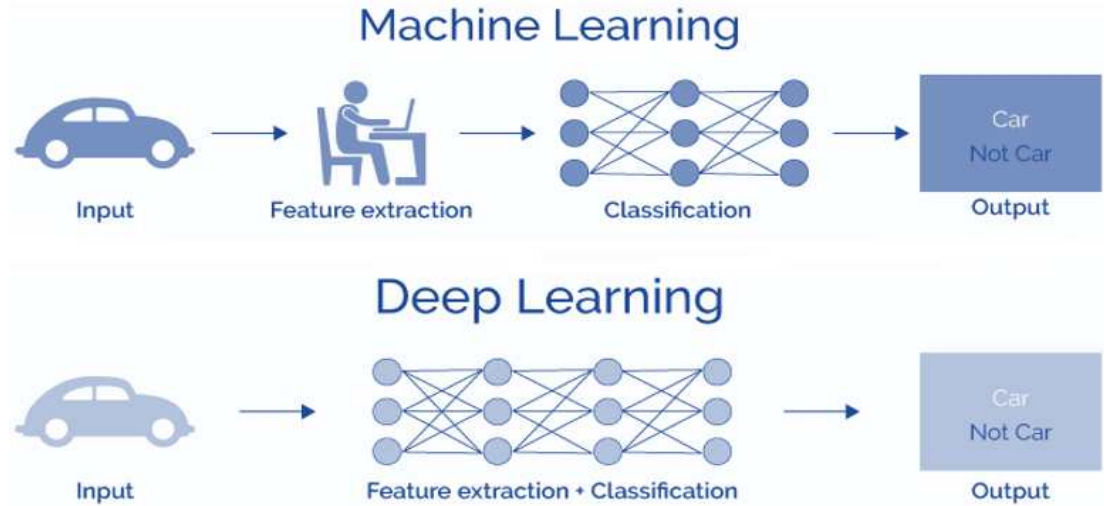 Machine Learning
Car
Not Car
Input
Feature extraction
Classification
Output
Deep Learning
Car
Not Car
Input
Feature extraction + Classification
Output